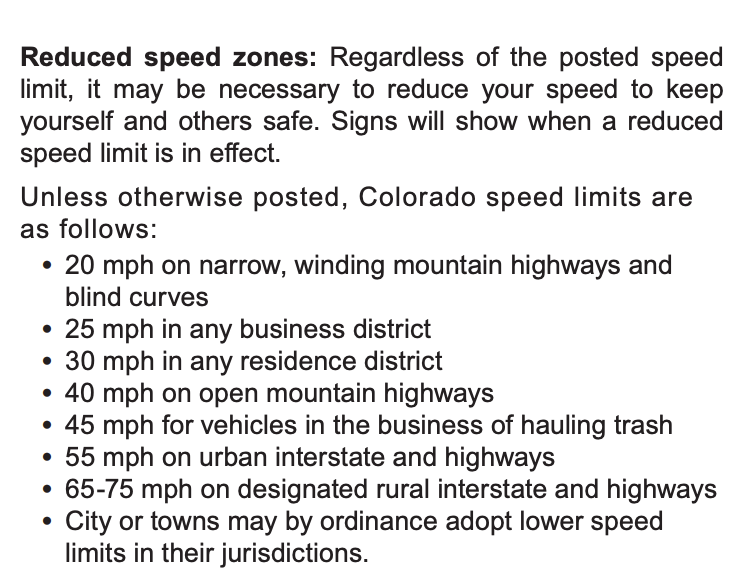 Reduced speed zones: Regardless of the posted speed
limit, it may be necessary to reduce your speed to keep
yourself and others safe. Signs will show when a reduced
speed limit is in effect.
Unless otherwise posted, Colorado speed limits are
as follows:
• 20 mph on narrow, winding mountain highways and
blind curves
• 25 mph in any business district
• 30 mph in any residence district
• 40 mph on open mountain highways
• 45 mph for vehicles in the business of hauling trash
• 55 mph on urban interstate and highways
• 65-75 mph on designated rural interstate and highways
• City or towns may by ordinance adopt lower speed
limits in their jurisdictions.